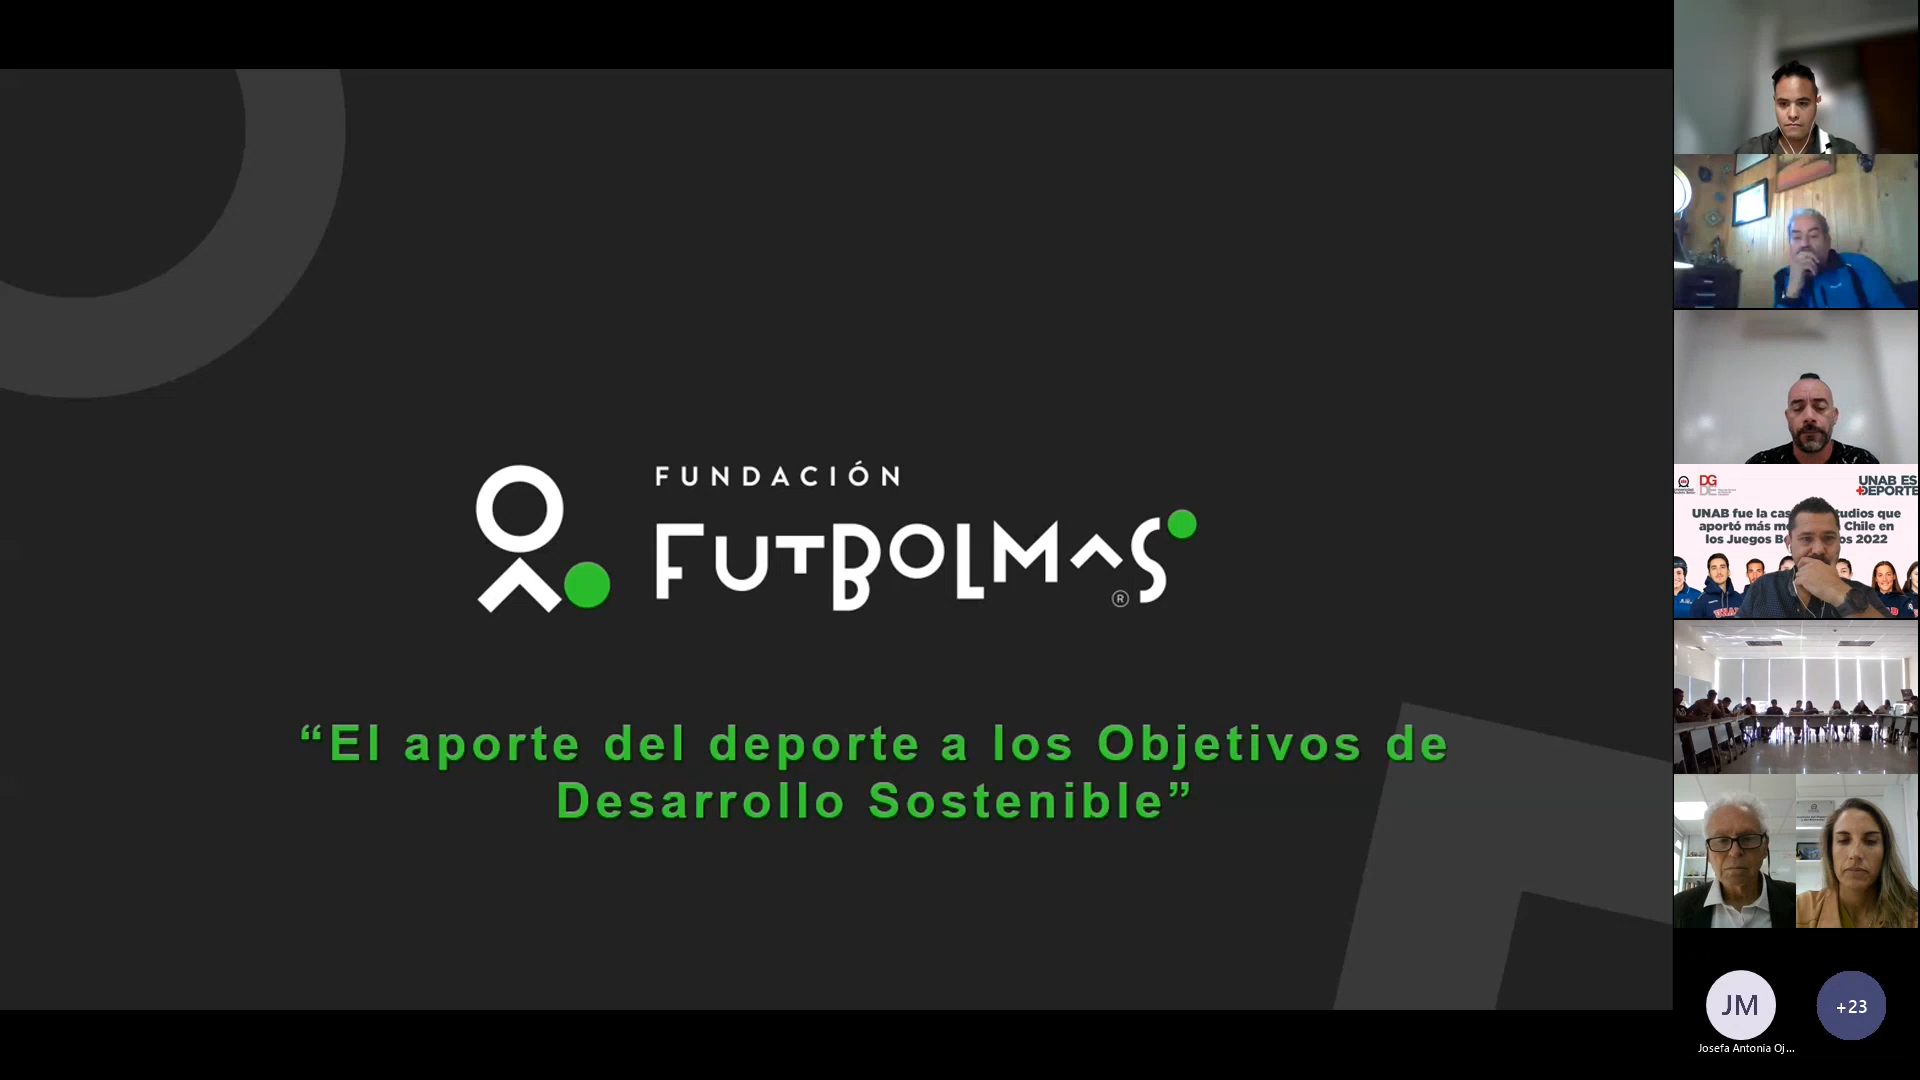 FUNDACIÓN
FUTBOLMAS
®
“El aporte del deporte a los Objetivos de
Desarrollo Sostenible”
DG
DE
UNAB ES
+DEPORTE
UNAB fue la cas tudios que
aportó más m Chile en
los Juegos B os 2022
JM
+23
Josefa Antonia Oj...